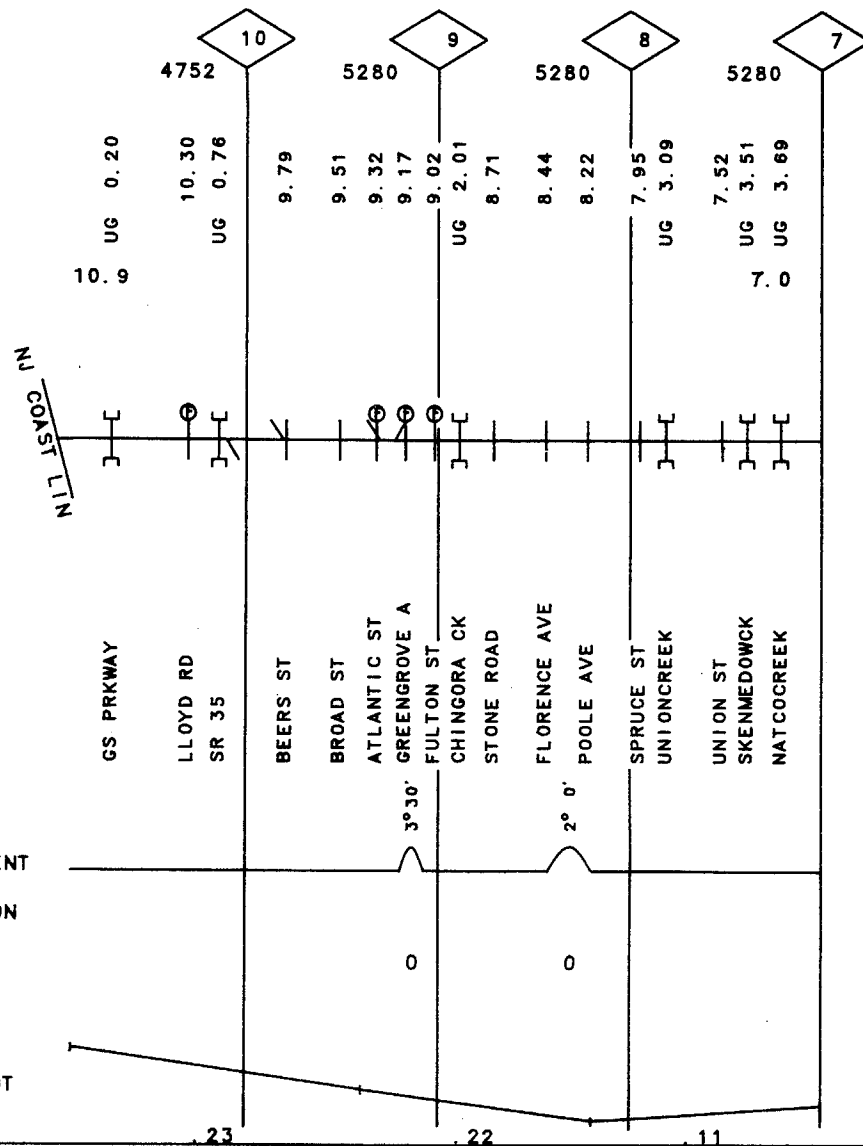 10
9
8
7
4752
5280
5280
5280
UG 0.20
10.30
UG 0.76
9.79
9.51
9.32
9.17
9.02
UG 2.01
8.71
8.44
8.22
7.95
UG 3.09
7.52
UG 3.51
UG 3.69
10.9
7.0
NJ COAST LIN
GS PRKWAY
LLOYD RD
SR 35
BEERS ST
BROAD ST
ATLANTIC ST
GREENGROVE A
FULTON ST
CHINGORA CK
STONE ROAD
FLORENCE AVE
POOLE AVE
SPRUCE ST
UNIONCREEK
UNION ST
SKENMEDOWCK
NATCOCREEK
3°30'
2° 0'
ENT
ON
0
0
OT
.23
.22
.11